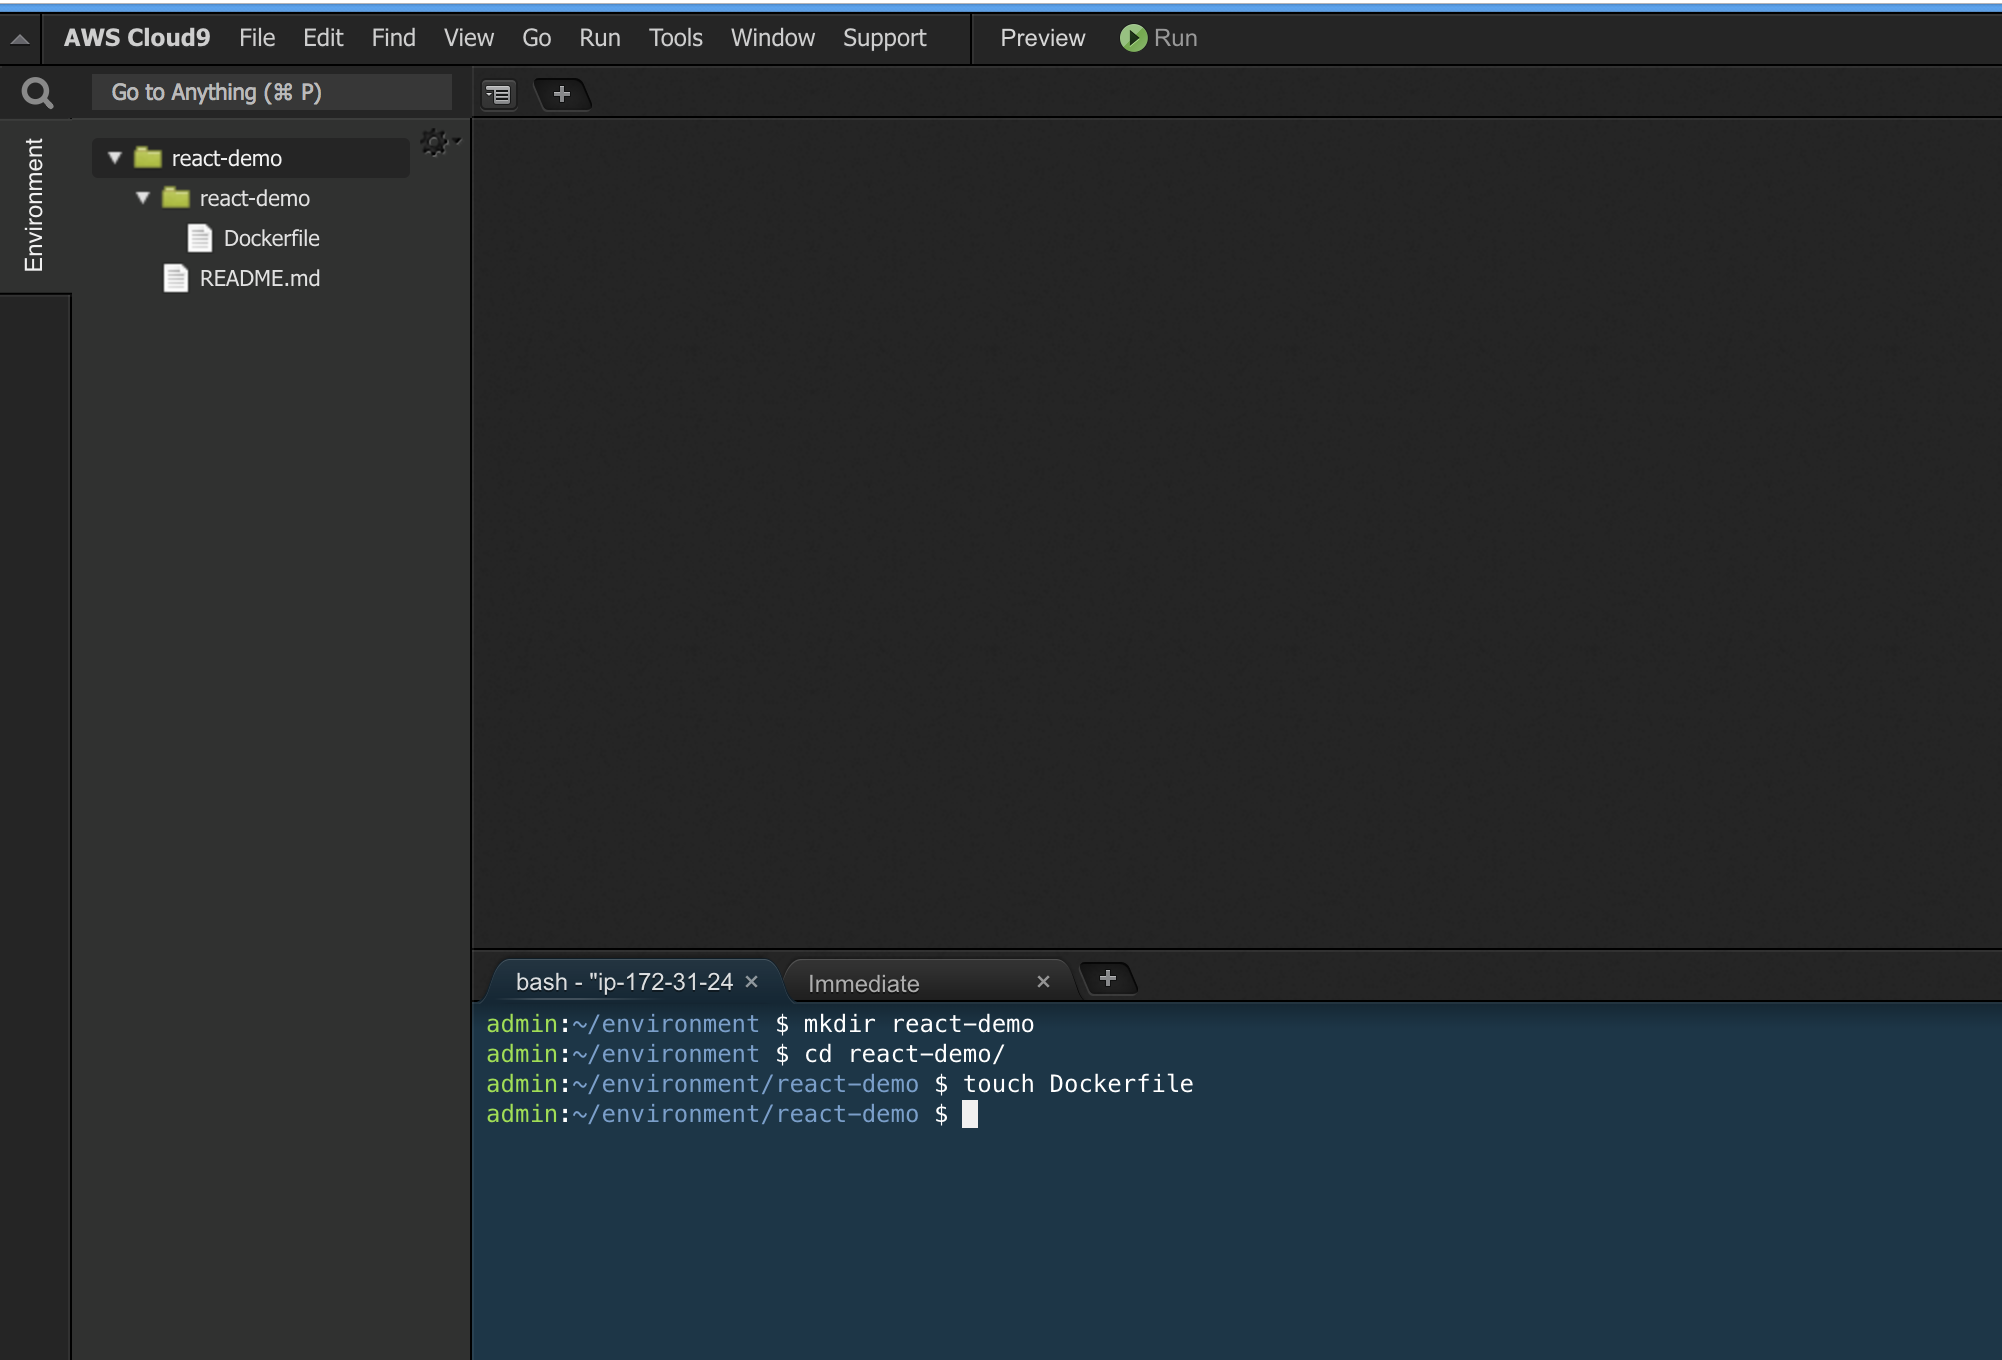 AWS Cloud9 File Edit Find View Go Run Tools Window Support Preview Run
Go to Anything (⌘ P)
Environment
react-demo
react-demo
Dockerfile
README.md
bash - "ip-172-31-24 Immediate
admin:~/environment $ mkdir react-demo
admin:~/environment $ cd react-demo/
admin:~/environment/react-demo $ touch Dockerfile
admin:~/environment/react-demo $